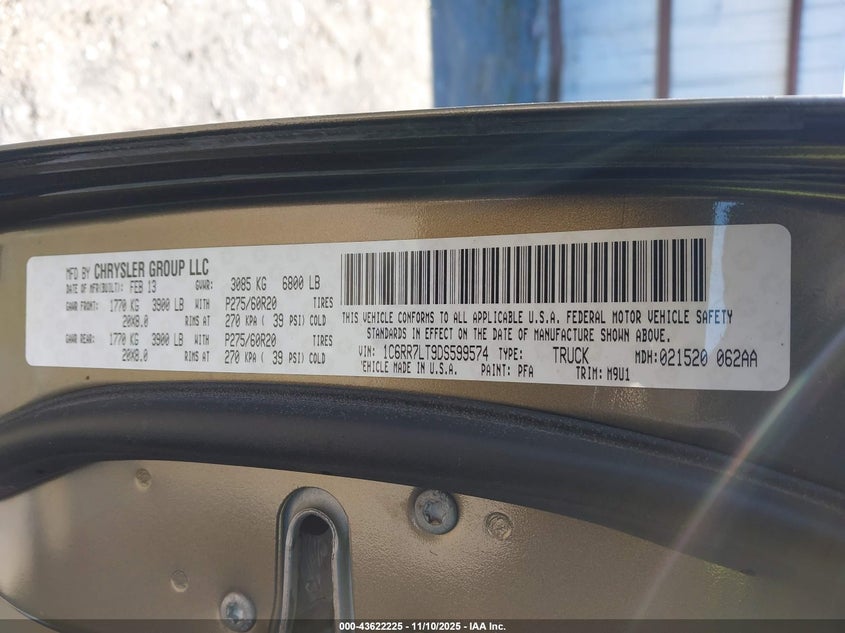 MFD BY CHRYSLER GROUP LLC
DATE OF MFR(BUILT): FEB 13 GVWR: 3085 KG 6800 LB
GAWR FRONT: 1770 KG 3900 LB WITH P275/60R20 TIRES
20X8.0 RIMS AT 270 KPA ( 39 PSI) COLD
GAWR REAR: 1770 KG 3900 LB WITH P275/60R20 TIRES
20X8.0 RIMS AT 270 KPA ( 39 PSI) COLD
THIS VEHICLE CONFORMS TO ALL APPLICABLE U.S.A. FEDERAL MOTOR VEHICLE SAFETY
STANDARDS IN EFFECT ON THE DATE OF MANUFACTURE SHOWN ABOVE.
VIN: 1C6RR7LT9DS599574 TYPE: TRUCK MDH:021520 062AA
VEHICLE MADE IN U.S.A. PAINT: PFA TRIM: M9U1
000-43622225 - 11/10/2025 - IAA Inc.